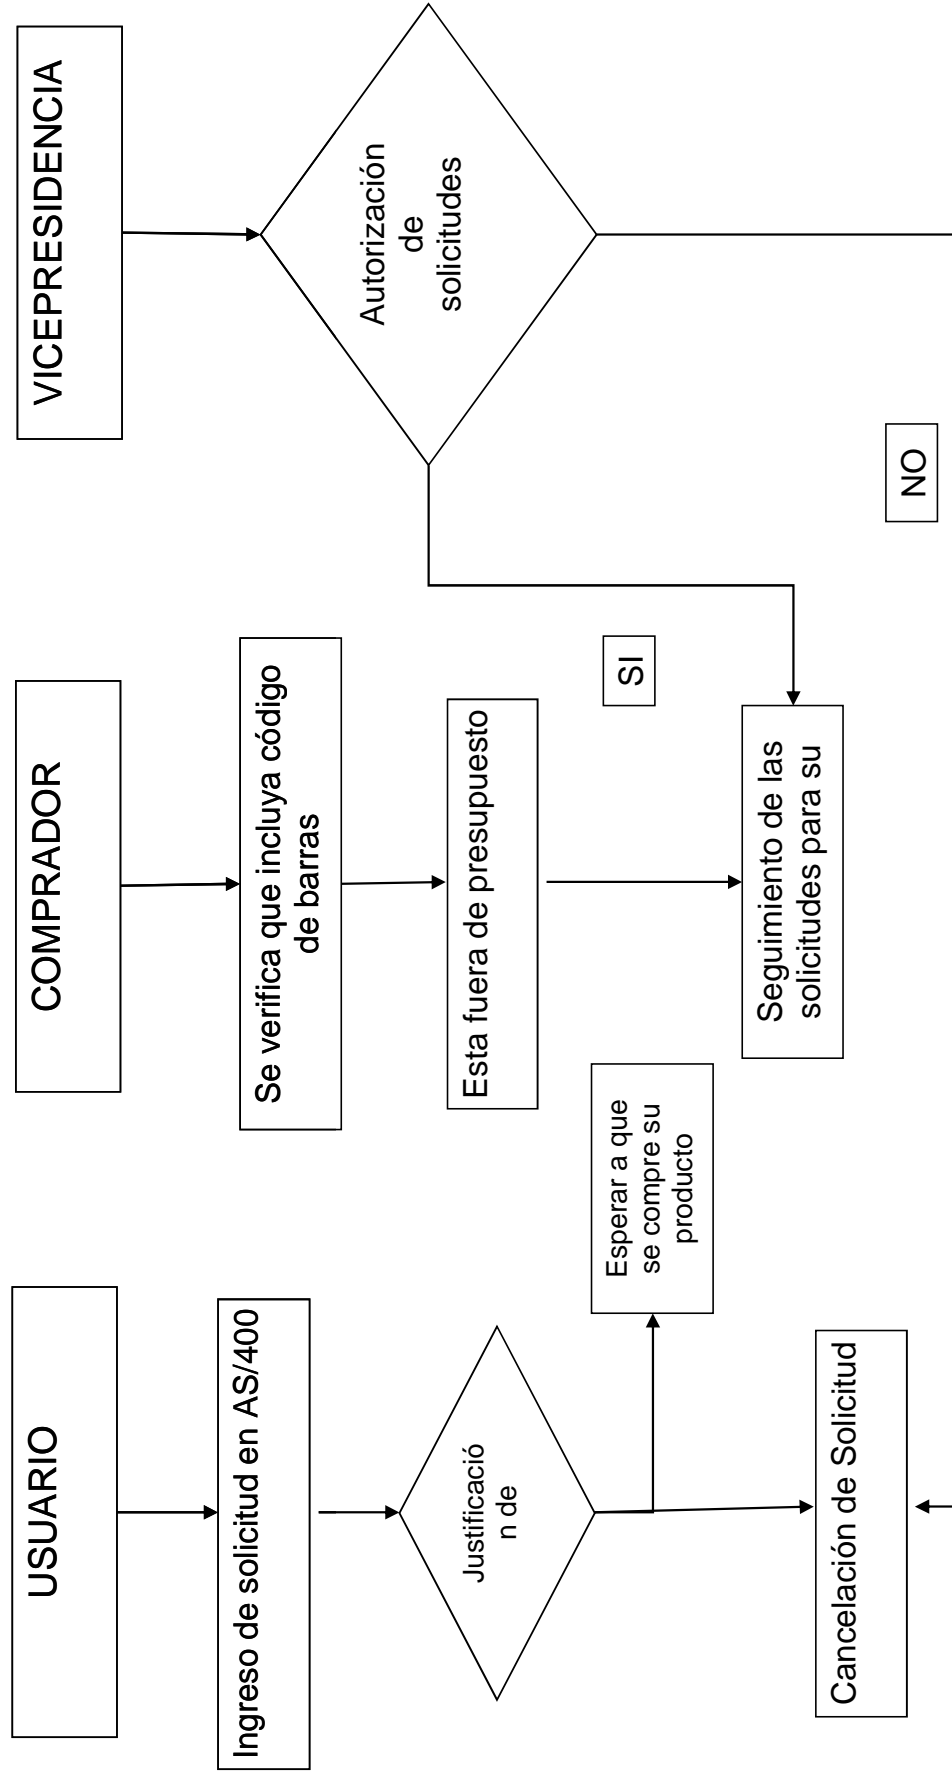 USUARIO
Ingreso de solicitud en AS/400
Justificació
n de
Esperar a que
se compre su
producto
Cancelación de Solicitud
COMPRADOR
Se verifica que incluya código
de barras
Esta fuera de presupuesto
SI
Seguimiento de las
solicitudes para su
VICEPRESIDENCIA
Autorización
de
solicitudes
NO